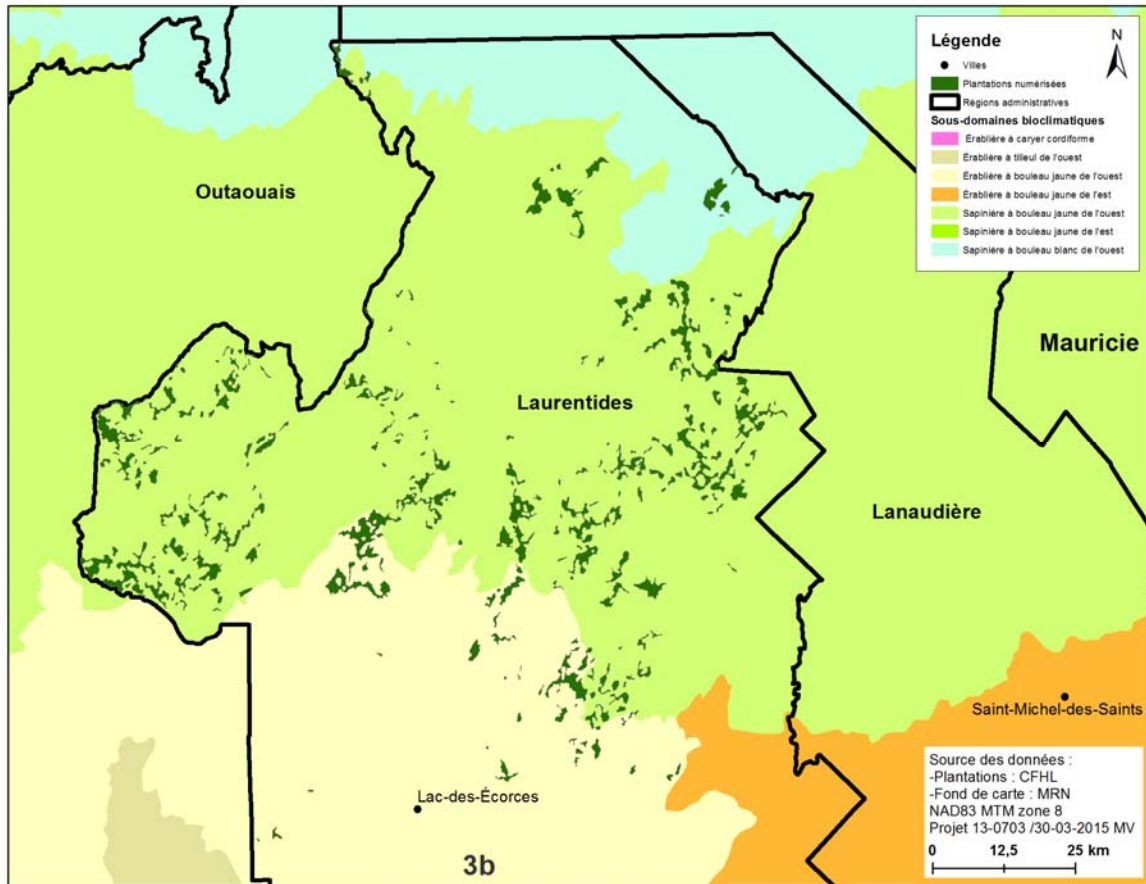 Légende
N
Villes
Plantations numérisées
Régions administratives
Sous-domaines bioclimatiques
Érablière à caryer cordiforme
Érablière à tilleul de l'ouest
Érablière à bouleau jaune de l'ouest
Érablière à bouleau jaune de l'est
Sapinière à bouleau jaune de l'ouest
Sapinière à bouleau jaune de l'est
Sapinière à bouleau blanc de l'ouest
Outaouais
Mauricie
Laurentides
Lanaudière
Saint-Michel-des-Saints
Lac-des-Écorces
3b
Source des données :
-Plantations : CFHL
-Fond de carte : MRN
NAD83 MTM zone 8
Projet 13-0703 /30-03-2015 MV
0 12,5 25 km